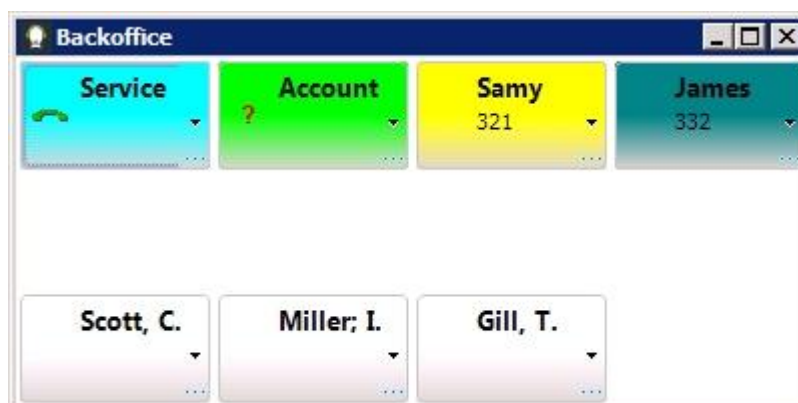 Backoffice
Service
Account
?
Samy
321
James
332
...
...
...
...
Scott, C.
Miller; I.
Gill, T.
...
...
...